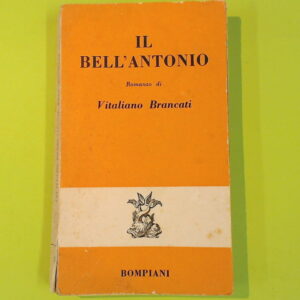 IL
BELL'ANTONIO
Romanzo di
Vitaliano Brancati
BOMPIANI